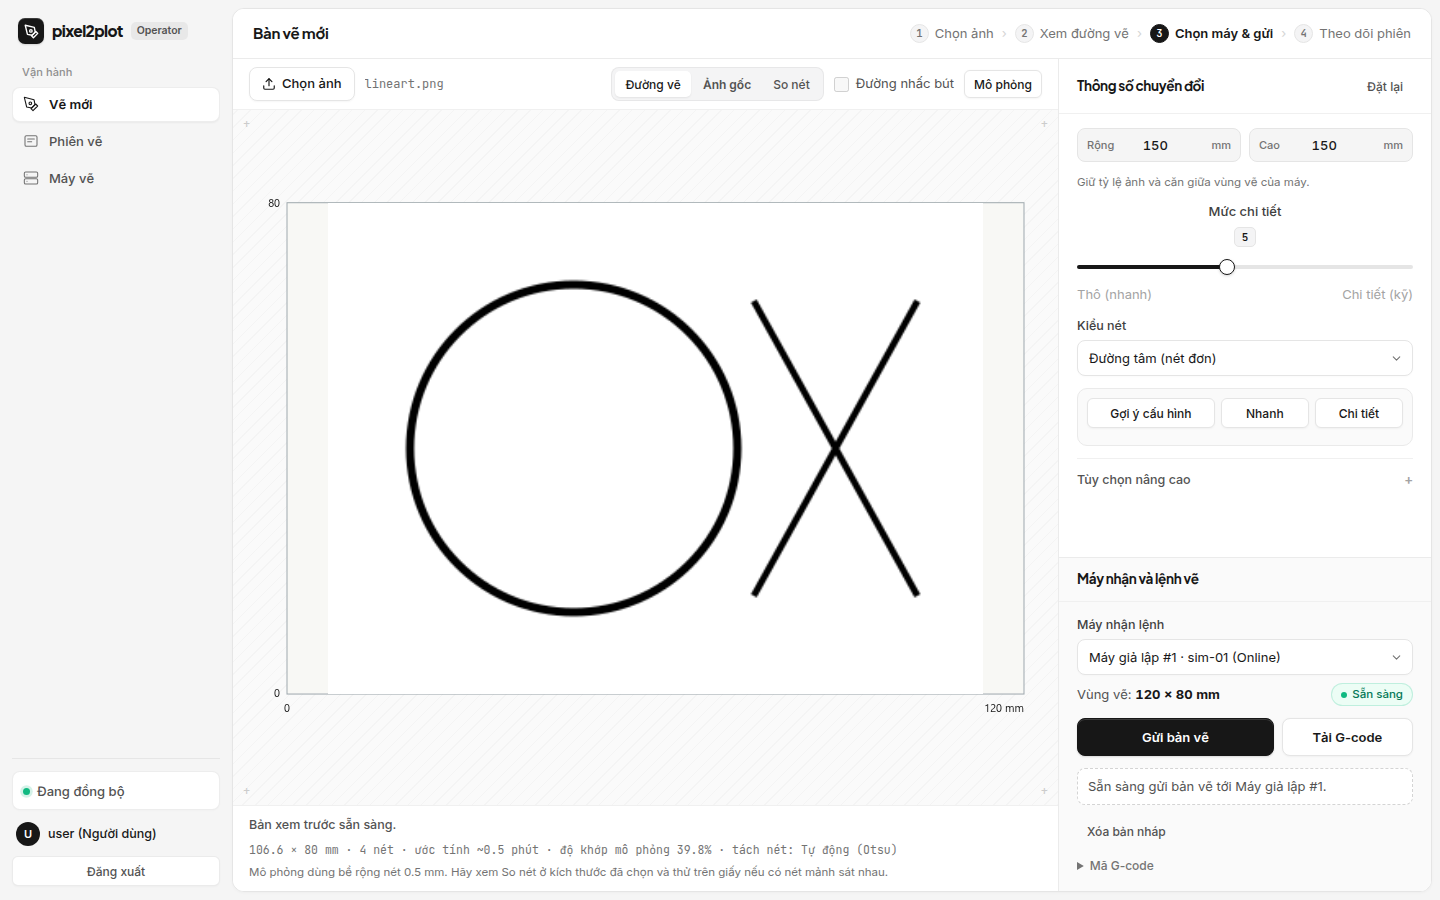 pixel2plot Operator
Vận hành
Vẽ mới
Phiên vẽ
Máy vẽ
Đang đồng bộ
U user (Người dùng)
Đăng xuất
Bản vẽ mới
1 Chọn ảnh › 2 Xem đường vẽ › 3 Chọn máy & gửi › 4 Theo dõi phiên
Chọn ảnh lineart.png Đường vẽ Ảnh gốc So nét Đường nhấc bút Mô phỏng
+ +
80
OX
0
0 120 mm
+ +
Bản xem trước sẵn sàng.
106.6 × 80 mm · 4 nét · ước tính ~0.5 phút · độ khớp mô phỏng 39.8% · tách nét: Tự động (Otsu)
Mô phỏng dùng bề rộng nét 0.5 mm. Hãy xem So nét ở kích thước đã chọn và thử trên giấy nếu có nét mảnh sát nhau.
Thông số chuyển đổi Đặt lại
Rộng 150 mm Cao 150 mm
Giữ tỷ lệ ảnh và căn giữa vùng vẽ của máy.
Mức chi tiết
5
Thô (nhanh) Chi tiết (kỹ)
Kiểu nét
Đường tâm (nét đơn)
Gợi ý cấu hình Nhanh Chi tiết
Tùy chọn nâng cao +
Máy nhận và lệnh vẽ
Máy nhận lệnh
Máy giả lập #1 · sim-01 (Online)
Vùng vẽ: 120 × 80 mm Sẵn sàng
Gửi bản vẽ Tải G-code
Sẵn sàng gửi bản vẽ tới Máy giả lập #1.
Xóa bản nháp
Mã G-code